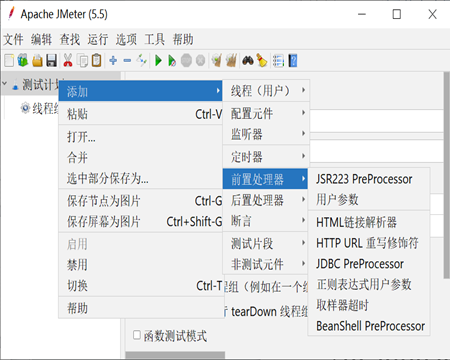 Apache JMeter (5.5)
文件 编辑 查找 运行 选项 工具 帮助
测试计
线程组
添加
粘贴 Ctrl-V
打开...
合并
选中部分保存为...
保存节点为图片 Ctrl-G
保存屏幕为图片 Ctrl+Shift-G
启用
禁用
切换 Ctrl-T
帮助
线程（用户）
配置元件
监听器
定时器
前置处理器
后置处理器
断言
测试片段
非测试元件
JSR223 PreProcessor
用户参数
HTML链接解析器
HTTP URL 重写修饰符
JDBC PreProcessor
正则表达式用户参数
取样器超时
BeanShell PreProcessor
程组（例如在一个组
行 tearDown 线程组
函数测试模式